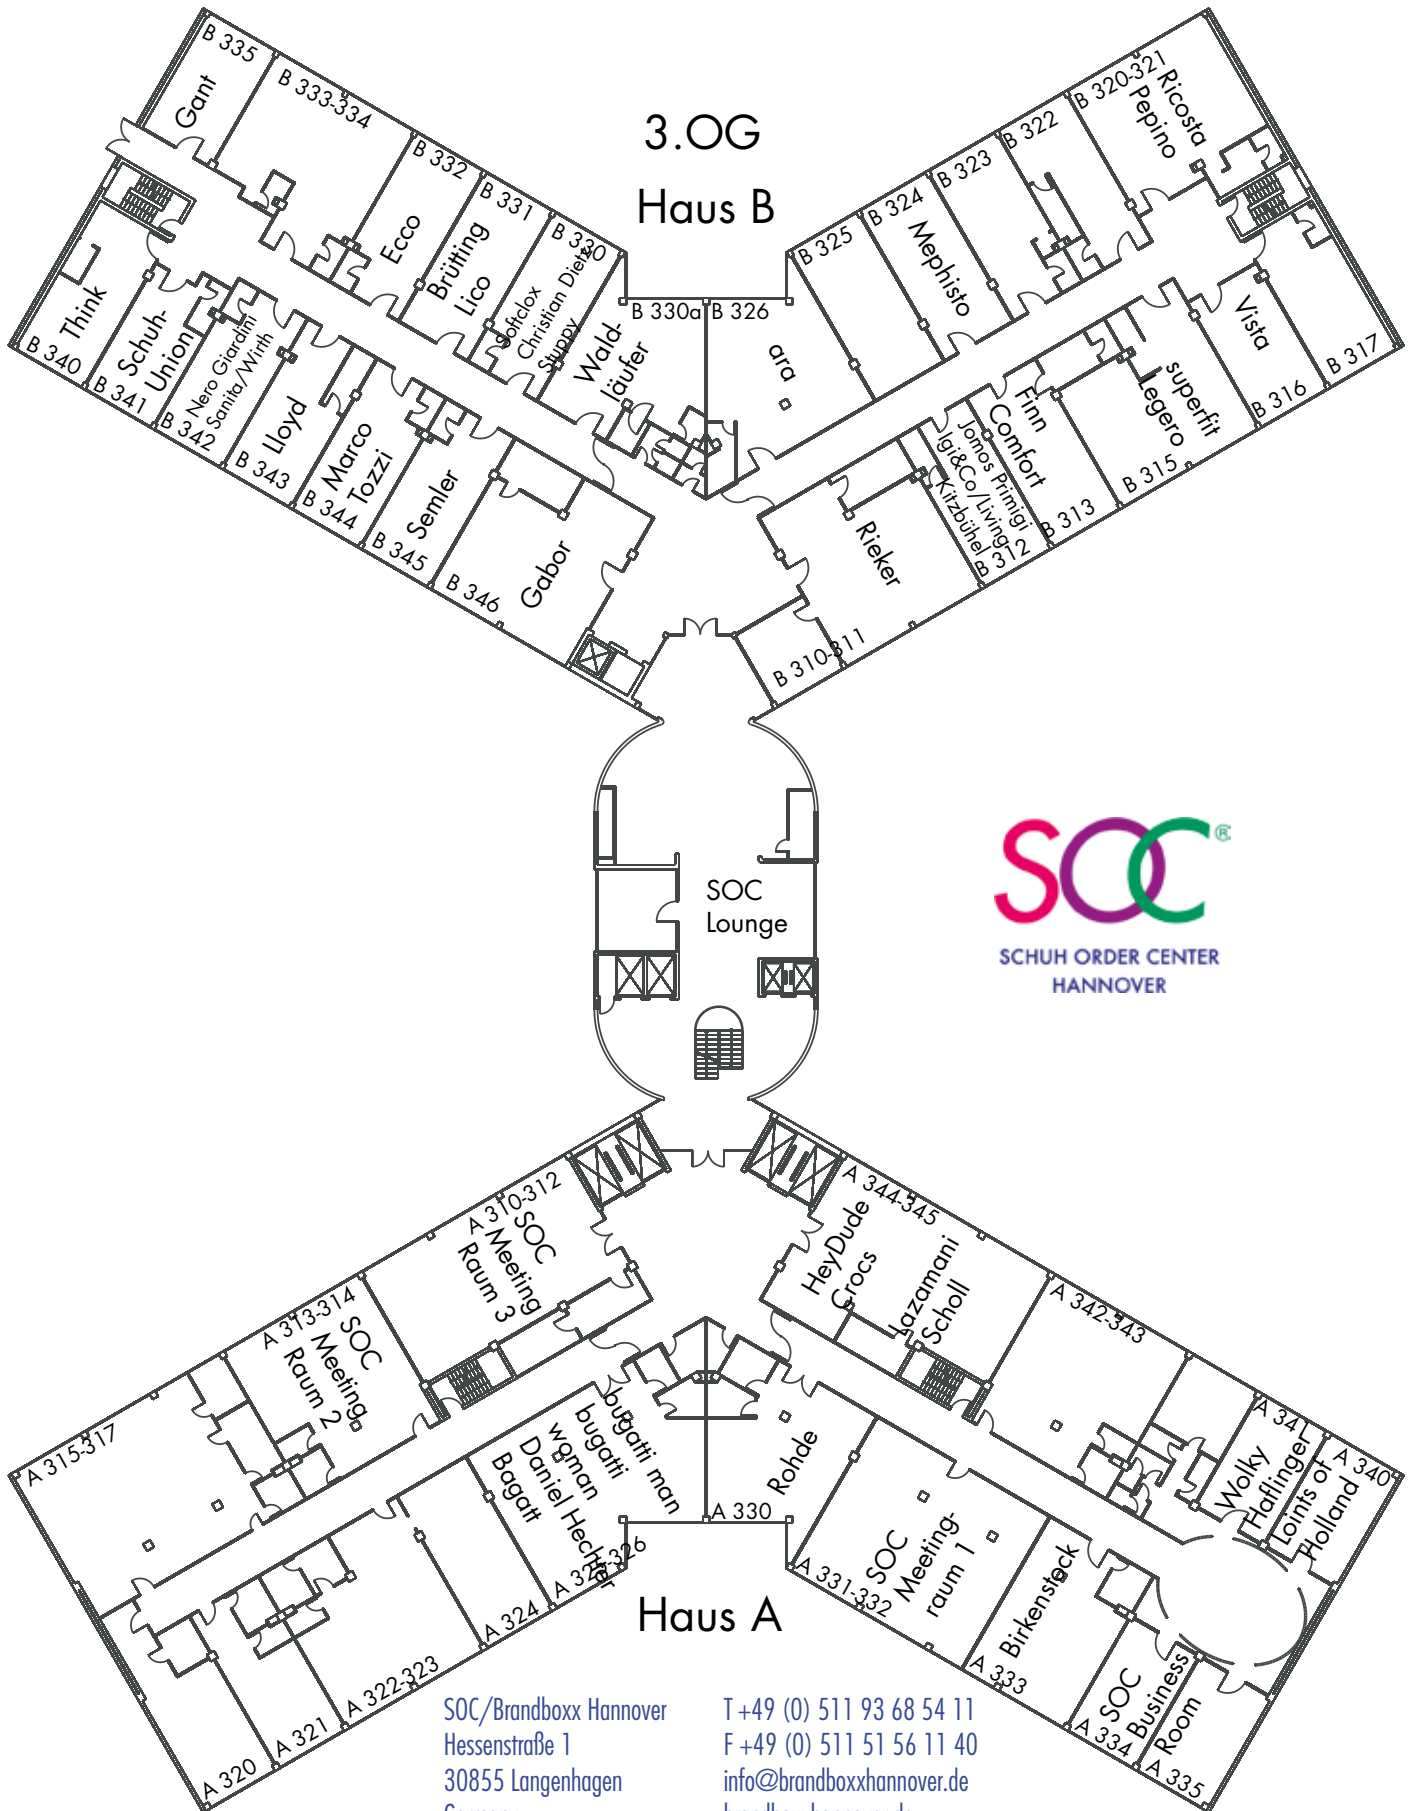 3.OG
Haus B
B 335
Gant
B 333-334
B 332
Ecco
B 331
Brütting
Lico
B 330
Softclox
Christian Dietz
Stuppy
B 330a
Wald-
läufer
B 326
ara
B 325
B 324
Mephisto
B 323
B 322
B 320-321
Ricosta
Pepino
B 340
Think
B 341
Schuh-
Union
B 342
Nero Giardini
Sanita/Wirth
B 343
Lloyd
B 344
Marco
Tozzi
B 345
Semler
B 346
Gabor
B 310-311
Rieker
B 312
Jomos Primigi
Igi&Co/Living-
Kitzbühel
B 313
Finn
Comfort
B 315
superfit
Legero
B 316
Vista
B 317
SOC
Lounge
SOC®
SCHUH ORDER CENTER
HANNOVER
A 310-312
SOC
Meeting
Raum 3
A 313-314
SOC
Meeting
Raum 2
A 315-317
A 344-345
HeyDude
Crocs
Lazamani
Scholl
A 342-343
A 341
Wolky
Haflinger
A 340
Loints of
Holland
A 320
A 321
A 322-323
A 324
bugatti man
bugatti
woman
Daniel Hechter
Bagatt
A 330
Rohde
A 331-332
SOC
Meeting-
raum 1
A 333
Birkenstock
A 334
SOC
Business
Room
A 335
Haus A
SOC/Brandboxx Hannover
Hessenstraße 1
30855 Langenhagen
T +49 (0) 511 93 68 54 11
F +49 (0) 511 51 56 11 40
info@brandboxxhannover.de